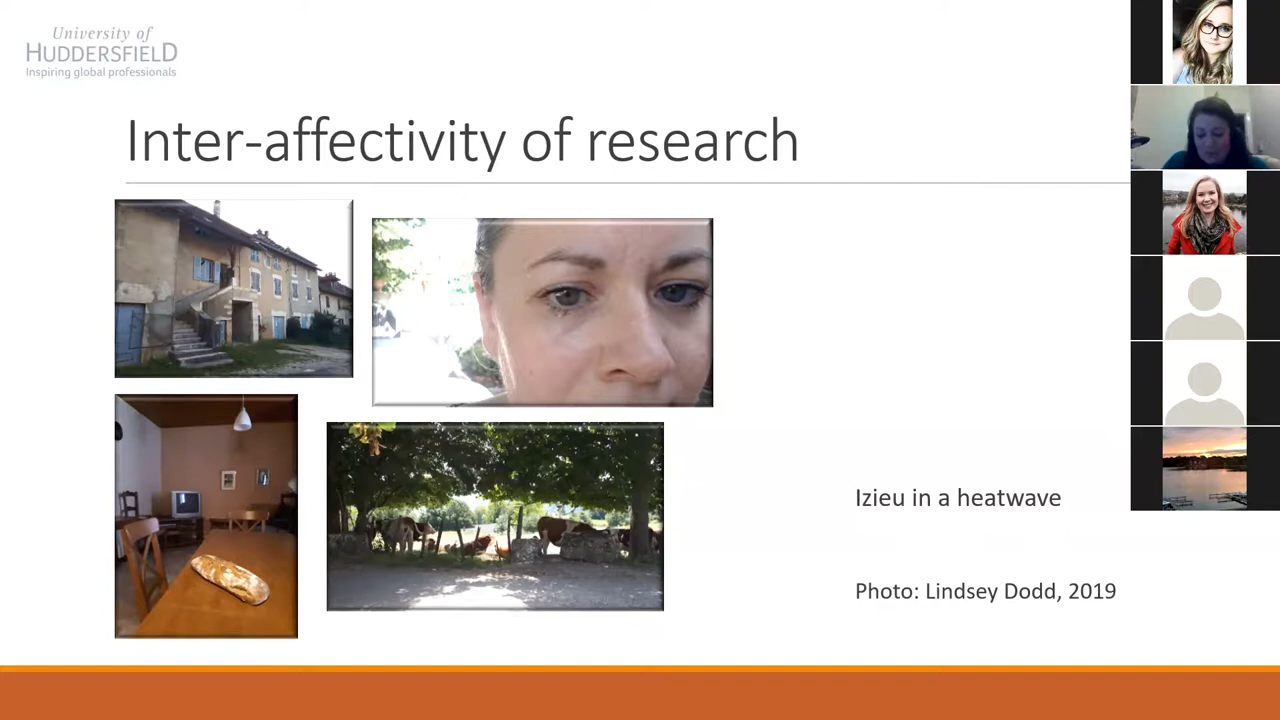 University of
HUDDERSFIELD
Inspiring global professionals
Inter-affectivity of research
Izieu in a heatwave
Photo: Lindsey Dodd, 2019